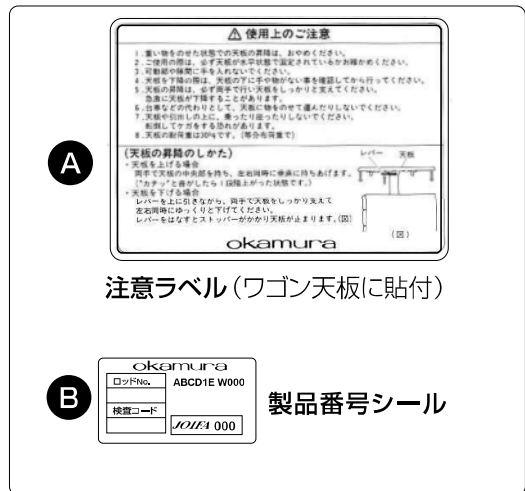 ⚠ 使用上のご注意
1. 重い物をのせた状態での天板の昇降は、おやめください。
2. ご使用の際は、必ず天板が水平状態で固定されているかお確かめください。
3. 可動部や隙間に手を入れないでください。
4. 天板を下降の際は、天板の下に手や物がない事を確認してから行ってください。
5. 天板の昇降は、必ず両手で行い天板をしっかりと支えてください。
急激に天板が下降することがあります。
6. 台車などの代わりとして、天板に物をのせて運んだりしないでください。
7. 天板や引出しの上に、乗ったり座ったりしないでください。
転倒してケガをする恐れがあります。
8. 天板の耐荷重は30㎏です。(等分布荷重で)
(天板の昇降のしかた)
・天板を上げる場合
両手で天板の中央部を持ち、左右同時に垂直に持ちあげます。
("カチッ"と音がしたら1段階上がった状態です。)
・天板を下げる場合
レバーを上に引きながら、両手で天板をしっかり支えて
左右同時にゆっくりと下げてください。
レバーをはなすとストッパーがかかり天板が止まります。(図)
レバー 天板
(図)
okamura
A
注意ラベル(ワゴン天板に貼付)
okamura
ロッドNo. ABCD1E W000
検査コード
JOIFA 000
B
製品番号シール